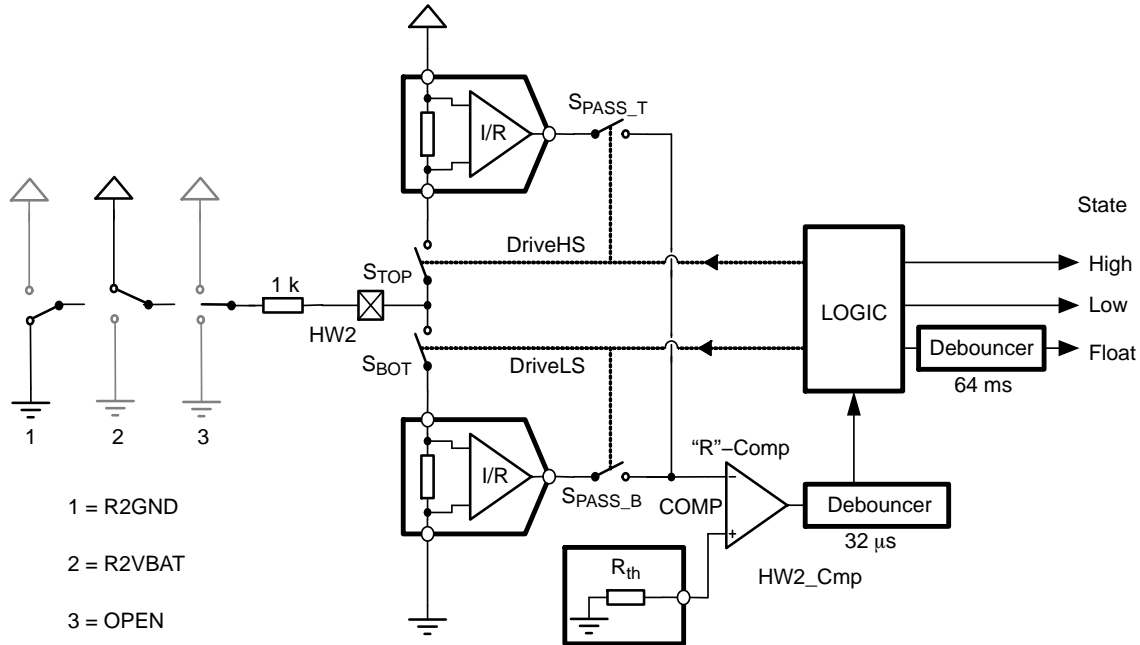 I/R
S_PASS_T
State
DriveHS
S_TOP
High
1 k
LOGIC
Low
HW2
S_BOT
DriveLS
Debouncer
Float
64 ms
1
2
3
“R”−Comp
I/R
S_PASS_B
COMP
−
+
Debouncer
32 μs
1 = R2GND
R_th
HW2_Cmp
2 = R2VBAT
3 = OPEN